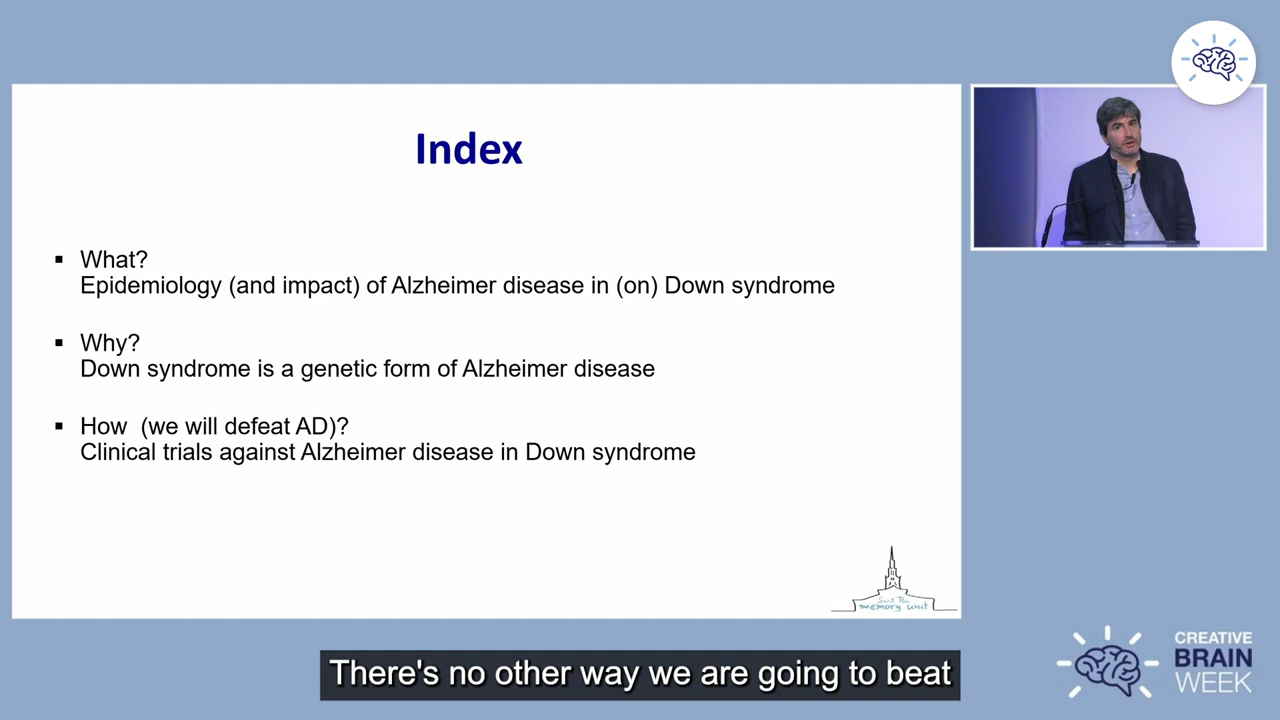 Index
▪ What?
Epidemiology (and impact) of Alzheimer disease in (on) Down syndrome
▪ Why?
Down syndrome is a genetic form of Alzheimer disease
▪ How (we will defeat AD)?
Clinical trials against Alzheimer disease in Down syndrome
Sant Pau
memory unit
There's no other way we are going to beat
CREATIVE
BRAIN
WEEK